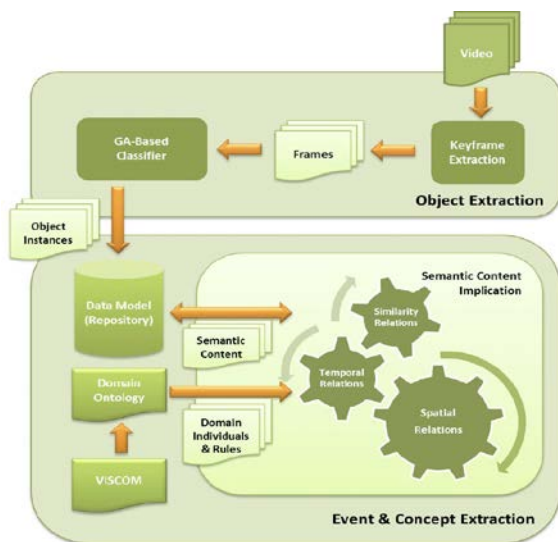 Video
GA-Based
Classifier
Frames
Keyframe
Extraction
Object Extraction
Object
Instances
Semantic Content
Implication
Data Model
(Repository)
Similarity
Relations
Semantic
Content
Temporal
Relations
Domain
Ontology
Spatial
Relations
Domain
Individuals
& Rules
VISCOM
Event & Concept Extraction